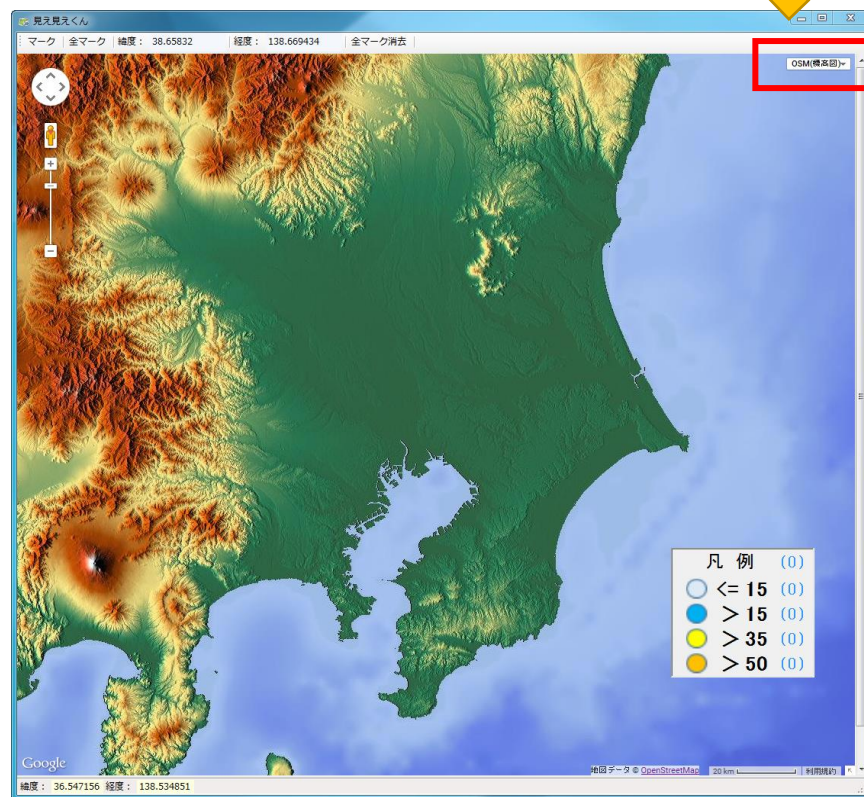 見え見えくん
マーク 全マーク 緯度： 38.65832 経度： 138.669434 全マーク消去
OSM(標高図)
凡 例 (0)
<= 15 (0)
> 15 (0)
> 35 (0)
> 50 (0)
Google
地図データ © OpenStreetMap 20 km 利用規約
緯度： 36.547156 経度： 138.534851